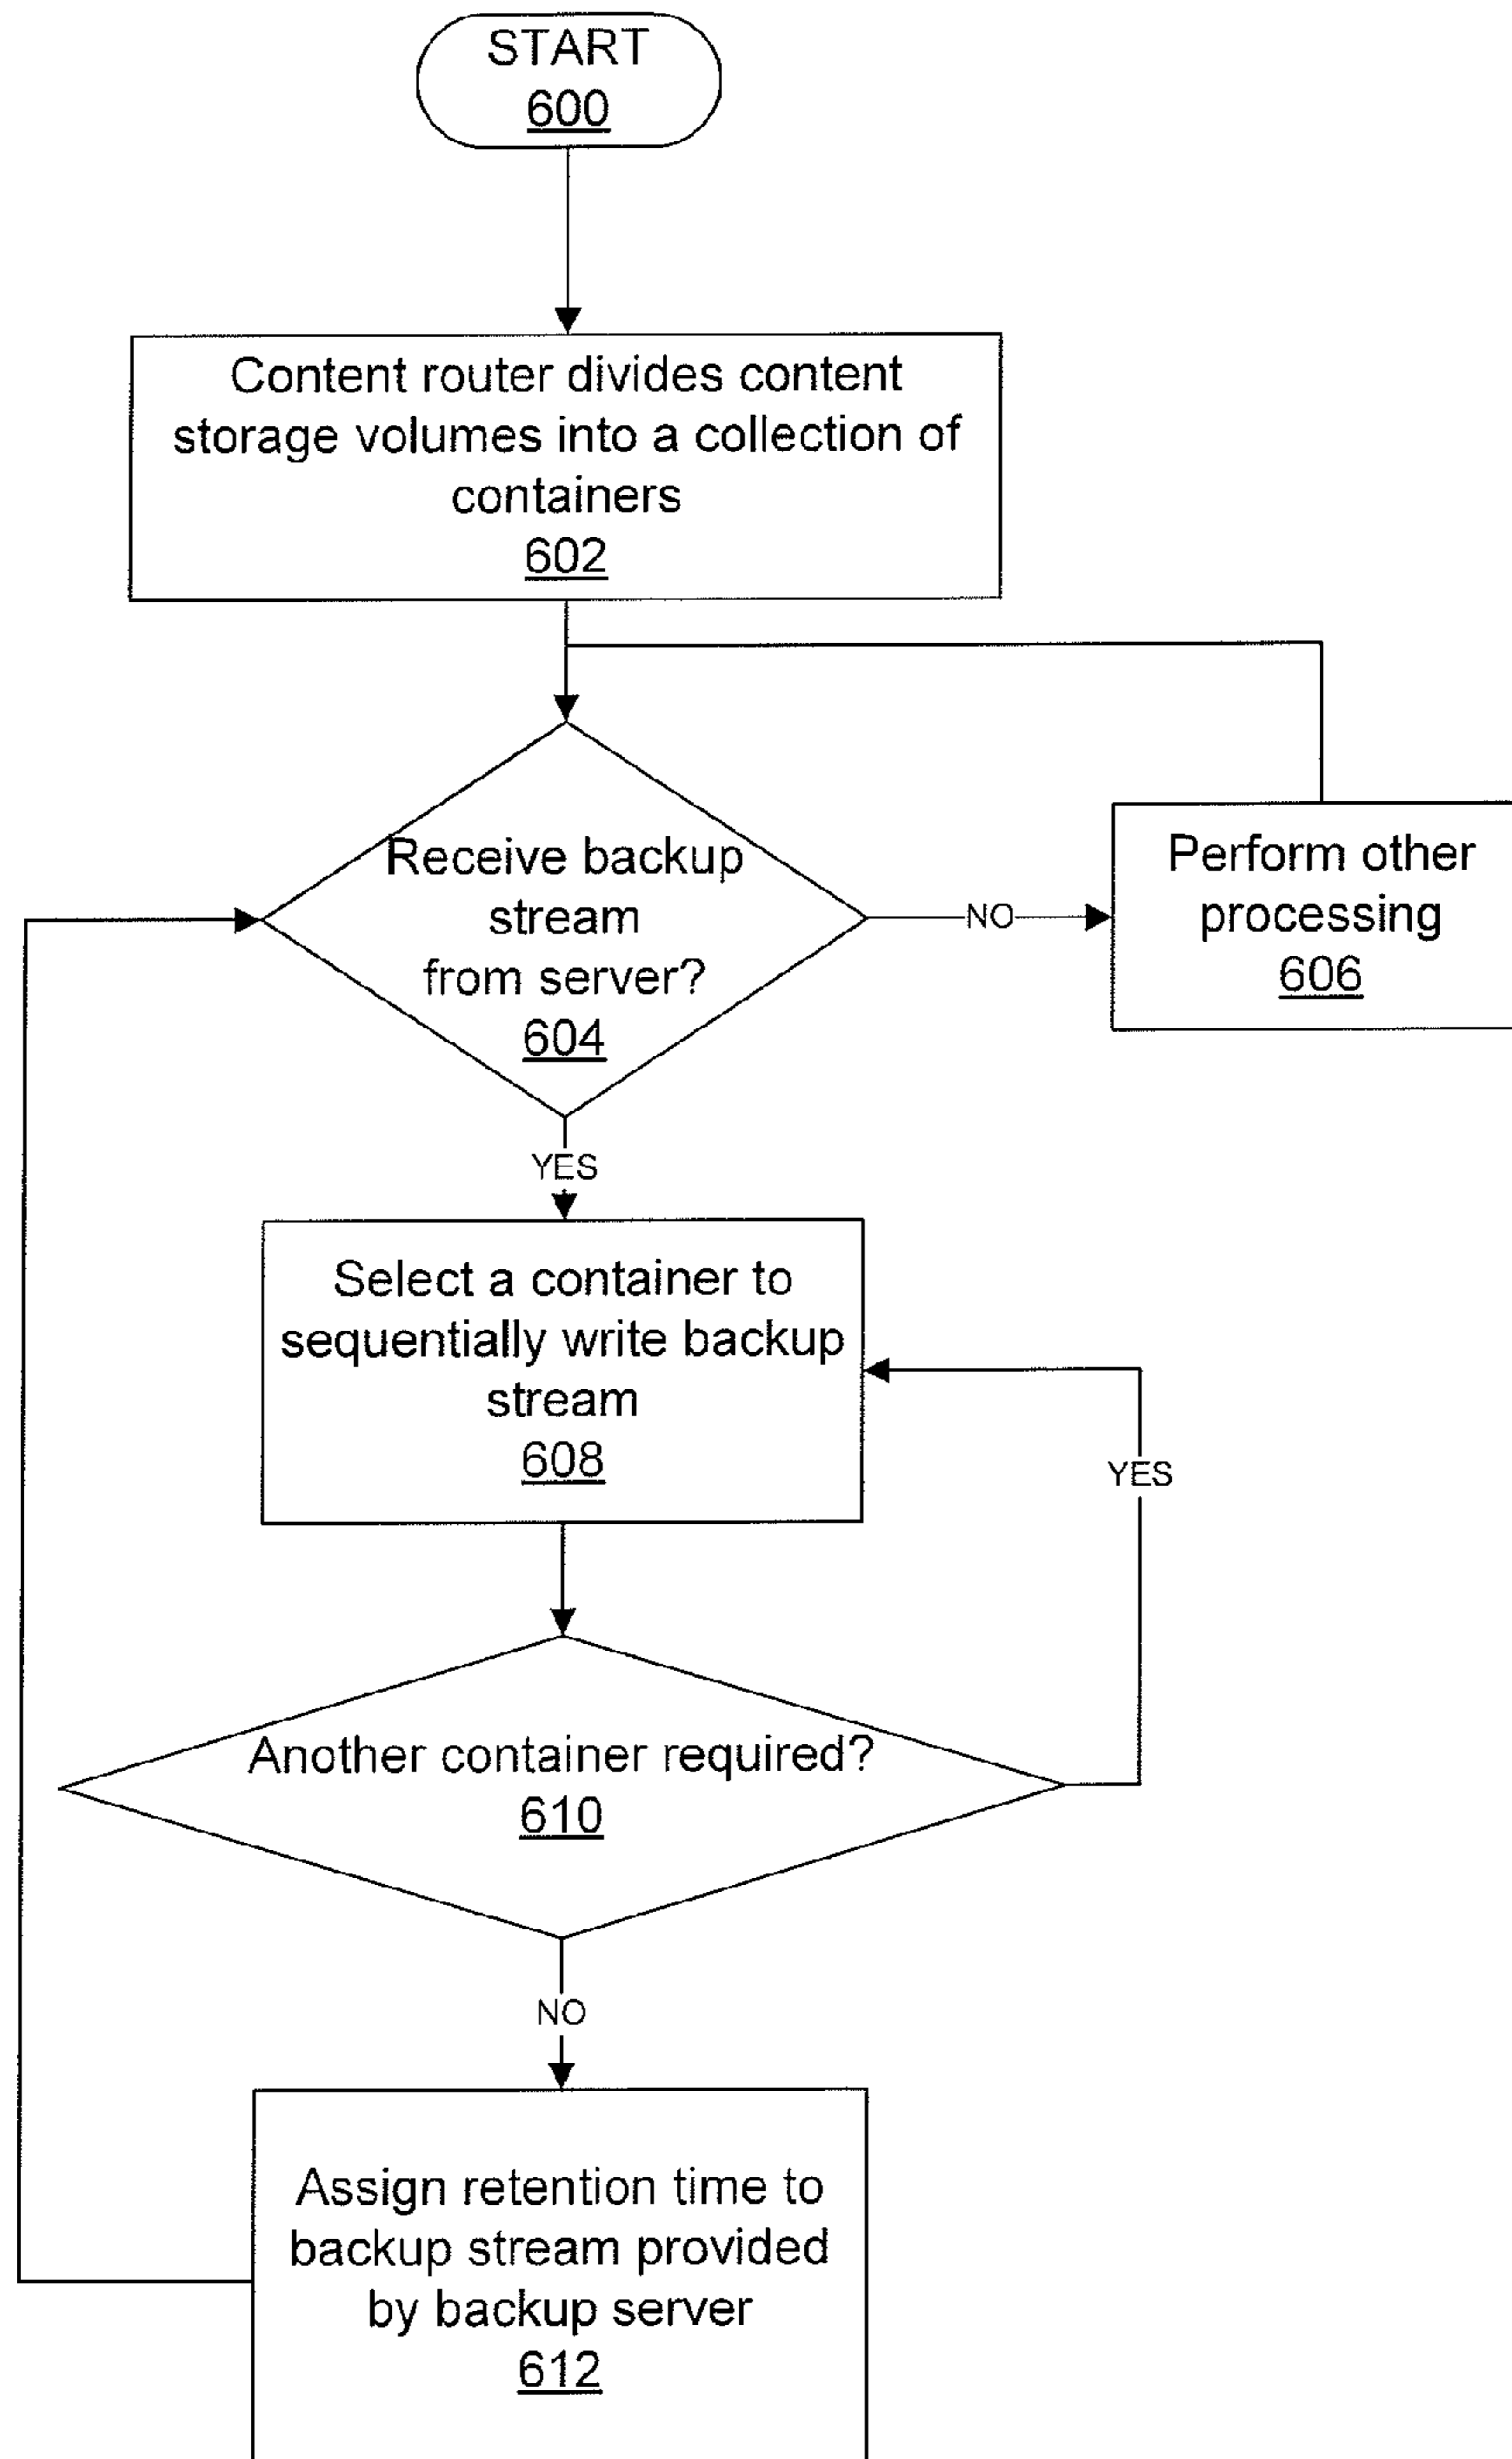 START
600
Content router divides content
storage volumes into a collection of
containers
602
Receive backup
stream
from server?
604
NO
Perform other
processing
606
YES
Select a container to
sequentially write backup
stream
608
YES
Another container required?
610
NO
Assign retention time to
backup stream provided
by backup server
612